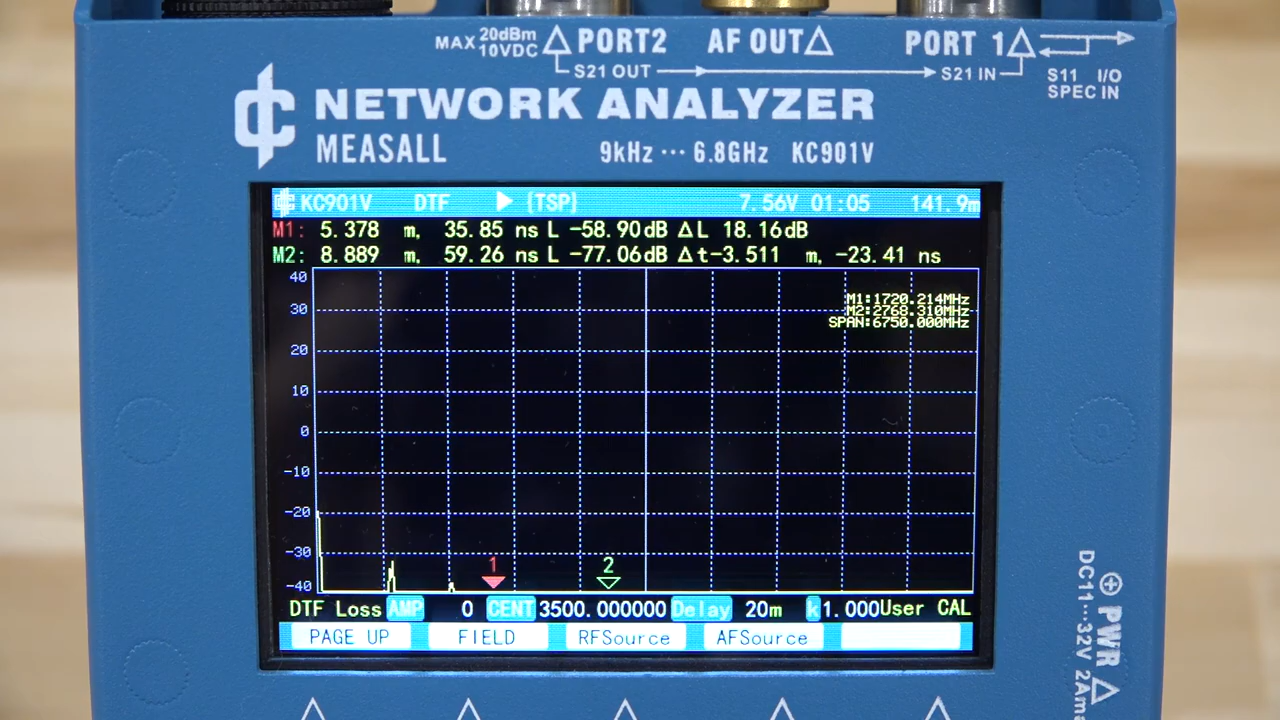 MAX 20dBm 10VDC PORT2 AF OUT PORT 1
S21 OUT S21 IN S11 I/O
SPEC IN
NETWORK ANALYZER
MEASALL 9kHz ··· 6.8GHz KC901V
KC901V DTF [TSP] 7.56V 01:05 141.9m
M1: 5.378 m, 35.85 ns L -58.90dB ΔL 18.16dB
M2: 8.889 m, 59.26 ns L -77.06dB Δt-3.511 m, -23.41 ns
40
M1:1720.214MHz
30
M2:2768.310MHz
SPAN:6750.000MHz
20
10
0
-10
-20
-30
1 2
-40
DTF Loss AMP 0 CENT 3500.000000 Delay 20m k 1.000User CAL
PAGE UP FIELD RFSource AFSource
PWR
DC11···32V